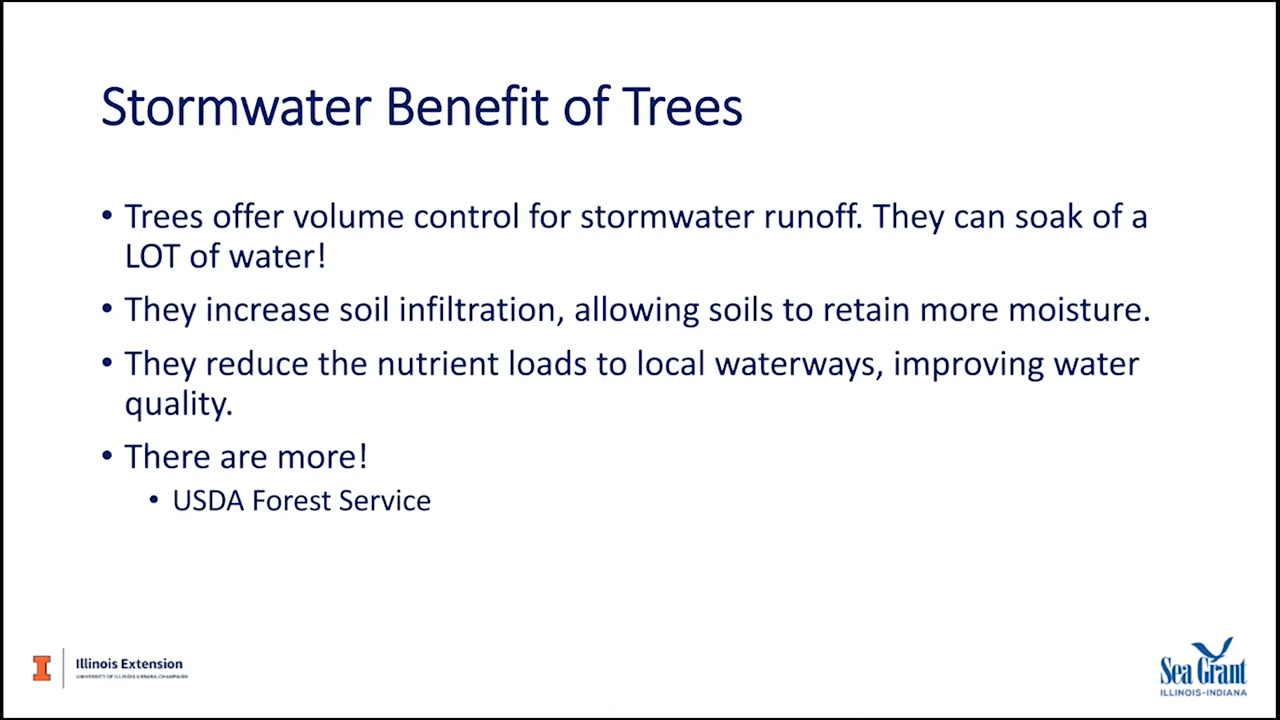 Stormwater Benefit of Trees
• Trees offer volume control for stormwater runoff. They can soak of a
LOT of water!
• They increase soil infiltration, allowing soils to retain more moisture.
• They reduce the nutrient loads to local waterways, improving water
quality.
• There are more!
• USDA Forest Service
I
Illinois Extension
UNIVERSITY OF ILLINOIS URBANA-CHAMPAIGN
Sea Grant
ILLINOIS-INDIANA